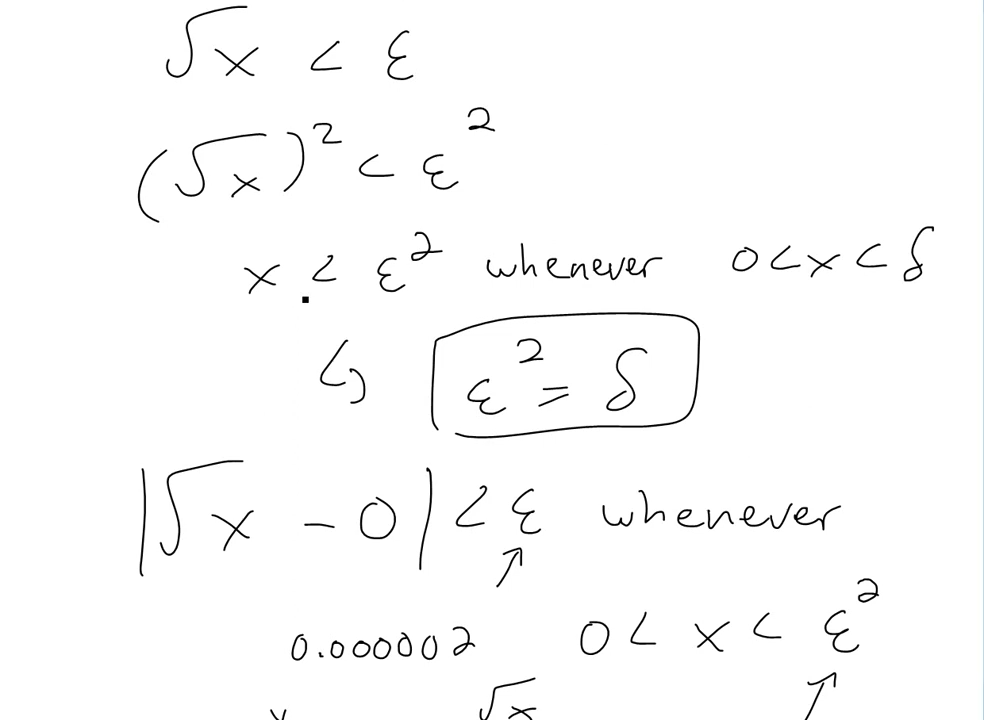 √x < ε
(√x)² < ε²
x < ε² whenever 0 < x < δ
↳ ε² = δ
|√x - 0| < ε whenever
↗
0.000002 0 < x < ε²
√x ↗